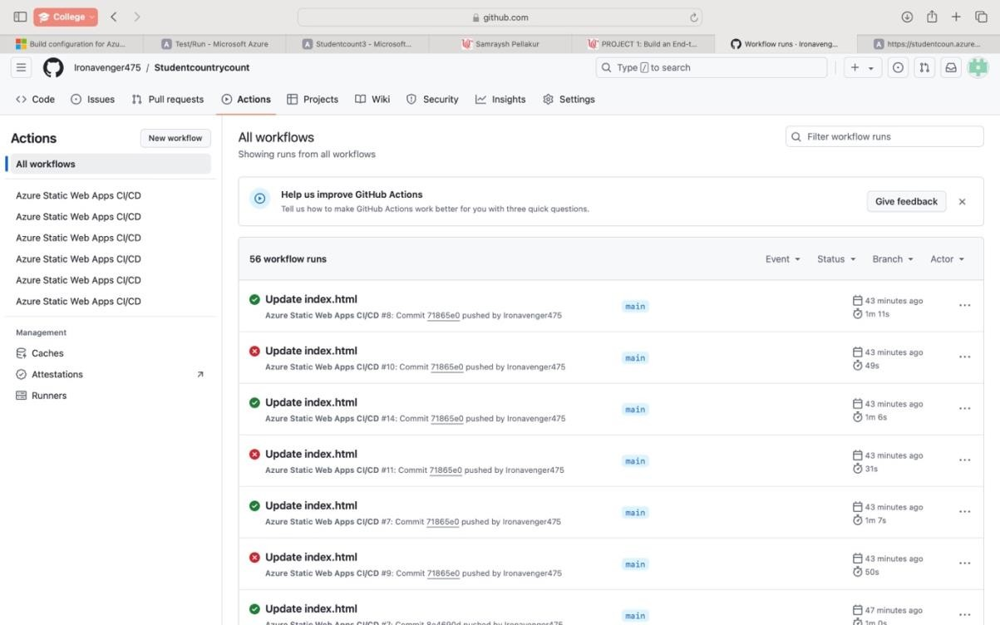 College
github.com
Build configuration for Azu...
Test/Run - Microsoft Azure
Studentcount3 - Microsoft...
Samraysh Pellakur
PROJECT 1: Build an End-t...
Workflow runs · Ironaveng...
https://studentcoun.azure...
Ironavenger475 / Studentcountrycount
Type / to search
Code
Issues
Pull requests
Actions
Projects
Wiki
Security
Insights
Settings
Actions
New workflow
All workflows
Azure Static Web Apps CI/CD
Azure Static Web Apps CI/CD
Azure Static Web Apps CI/CD
Azure Static Web Apps CI/CD
Azure Static Web Apps CI/CD
Azure Static Web Apps CI/CD
Management
Caches
Attestations
Runners
All workflows
Showing runs from all workflows
Filter workflow runs
Help us improve GitHub Actions
Tell us how to make GitHub Actions work better for you with three quick questions.
Give feedback
56 workflow runs
Event
Status
Branch
Actor
Update index.html
Azure Static Web Apps CI/CD #8: Commit 71865e0 pushed by Ironavenger475
main
43 minutes ago
1m 11s
Update index.html
Azure Static Web Apps CI/CD #10: Commit 71865e0 pushed by Ironavenger475
main
43 minutes ago
49s
Update index.html
Azure Static Web Apps CI/CD #14: Commit 71865e0 pushed by Ironavenger475
main
43 minutes ago
1m 6s
Update index.html
Azure Static Web Apps CI/CD #11: Commit 71865e0 pushed by Ironavenger475
main
43 minutes ago
31s
Update index.html
Azure Static Web Apps CI/CD #7: Commit 71865e0 pushed by Ironavenger475
main
43 minutes ago
1m 7s
Update index.html
Azure Static Web Apps CI/CD #9: Commit 71865e0 pushed by Ironavenger475
main
43 minutes ago
50s
Update index.html
Azure Static Web Apps CI/CD #7: Commit 8e4690d pushed by Ironavenger475
main
47 minutes ago
1m 0s